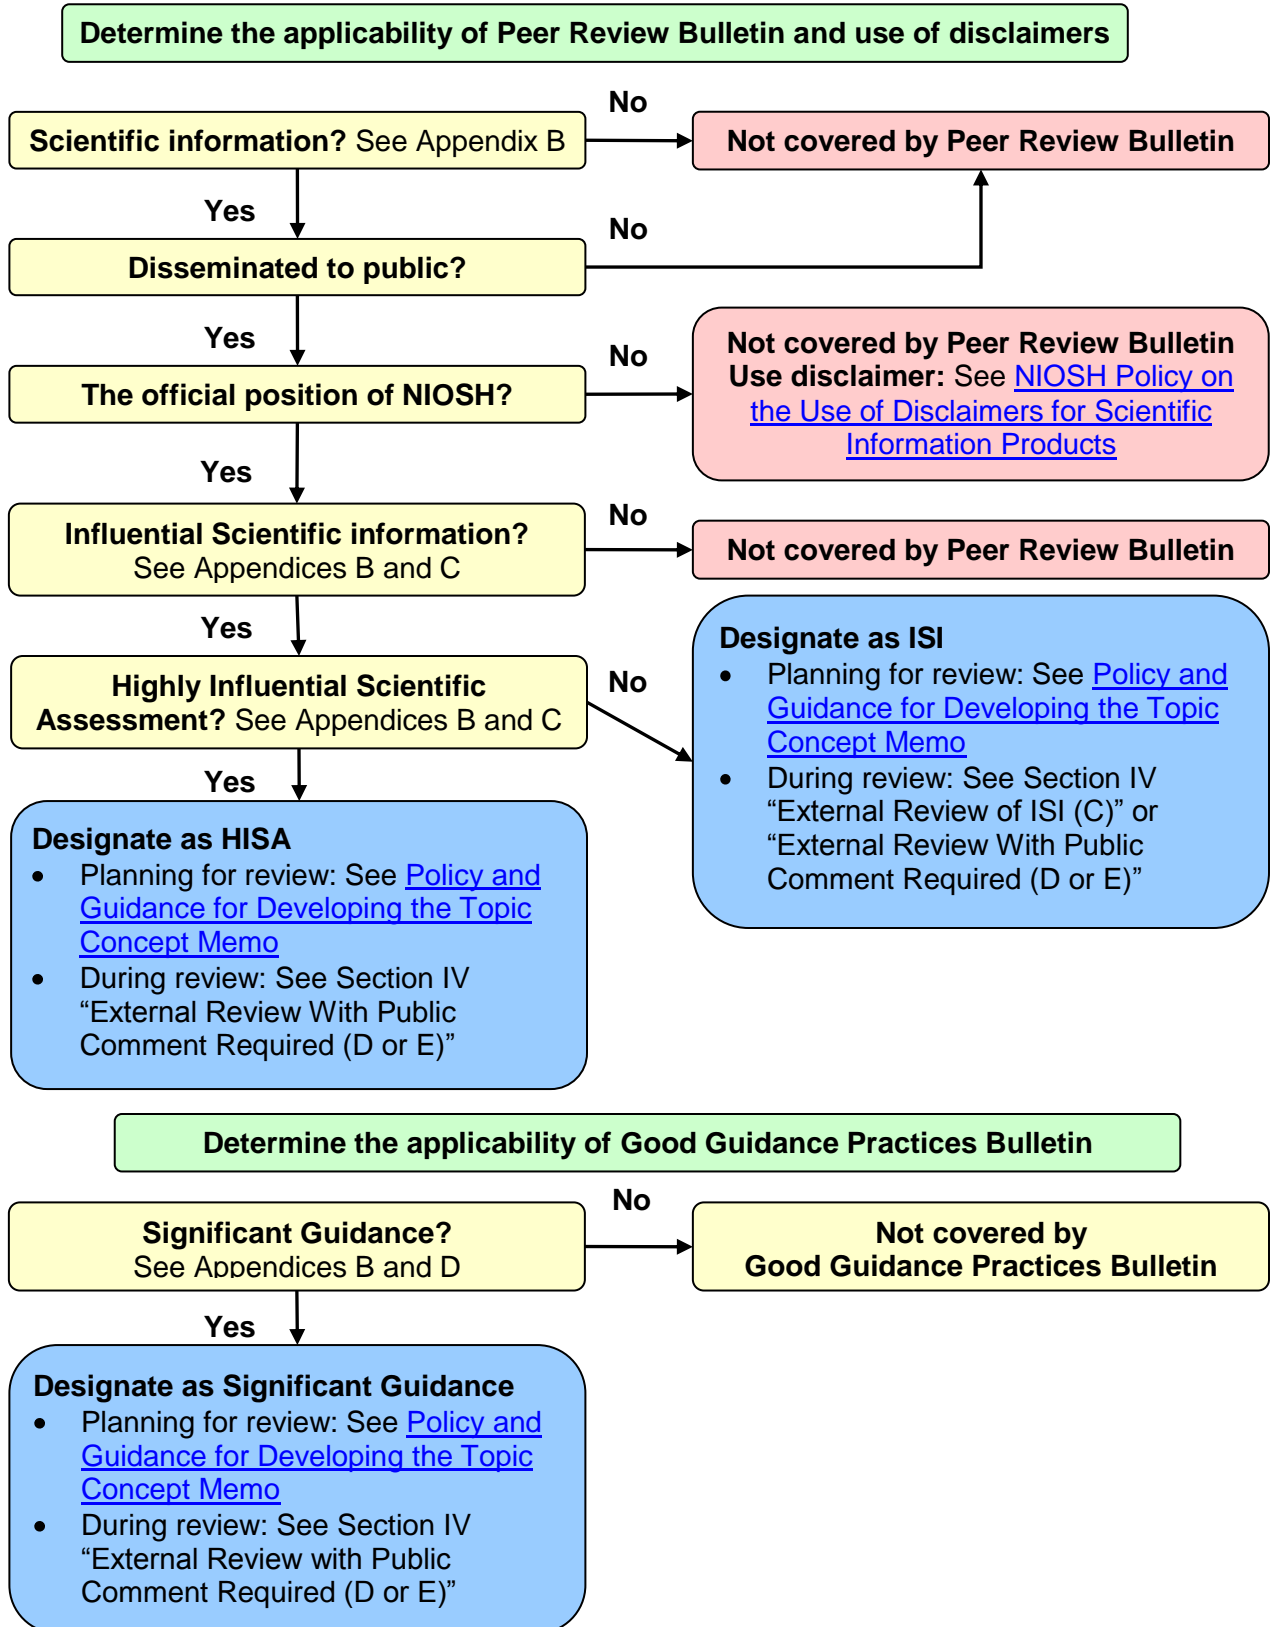 Determine the applicability of Peer Review Bulletin and use of disclaimers
No
Scientific information? See Appendix B
Not covered by Peer Review Bulletin
Yes
No
Disseminated to public?
Yes
No
The official position of NIOSH?
Not covered by Peer Review Bulletin
Use disclaimer: See NIOSH Policy on
the Use of Disclaimers for Scientific
Information Products
Yes
No
Influential Scientific information?
See Appendices B and C
Not covered by Peer Review Bulletin
Yes
No
Highly Influential Scientific
Assessment? See Appendices B and C
Designate as ISI
• Planning for review: See Policy and
Guidance for Developing the Topic
Concept Memo
• During review: See Section IV
“External Review of ISI (C)” or
“External Review With Public
Comment Required (D or E)”
Yes
Designate as HISA
• Planning for review: See Policy and
Guidance for Developing the Topic
Concept Memo
• During review: See Section IV
“External Review With Public
Comment Required (D or E)”
Determine the applicability of Good Guidance Practices Bulletin
No
Significant Guidance?
See Appendices B and D
Not covered by
Good Guidance Practices Bulletin
Yes
Designate as Significant Guidance
• Planning for review: See Policy and
Guidance for Developing the Topic
Concept Memo
• During review: See Section IV
“External Review with Public
Comment Required (D or E)”